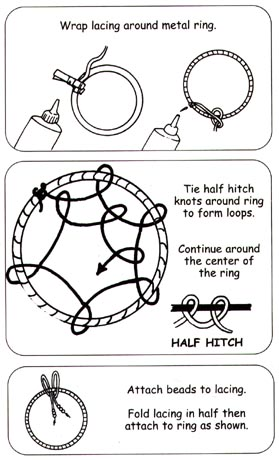 Wrap lacing around metal ring.
Tie half hitch
knots around ring
to form loops.
Continue around
the center of
the ring
HALF HITCH
Attach beads to lacing.
Fold lacing in half then
attach to ring as shown.